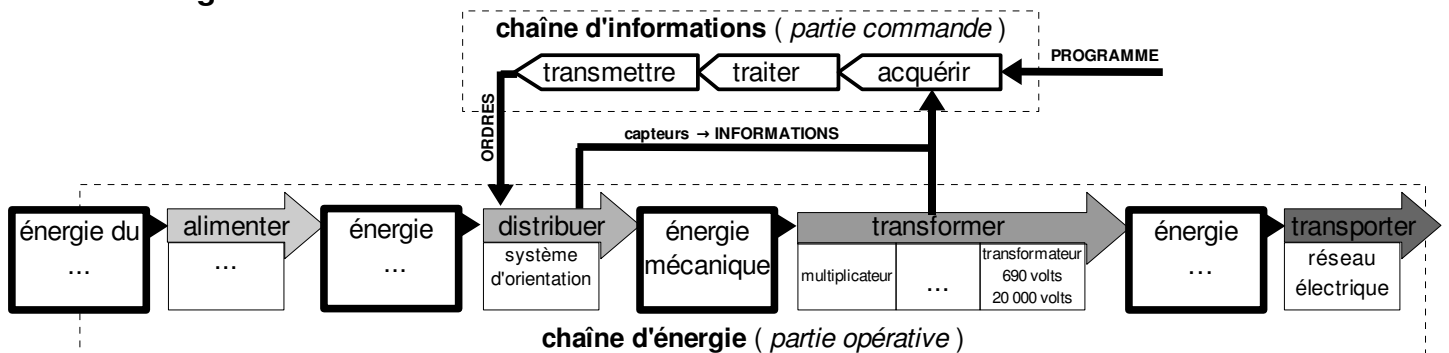 chaîne d'informations ( partie commande )
transmettre
traiter
acquérir
PROGRAMME
ORDRES
capteurs → INFORMATIONS
énergie du
...
alimenter
...
énergie
...
distribuer
système
d'orientation
énergie
mécanique
transformer
multiplicateur
...
transformateur
690 volts
20 000 volts
énergie
...
transporter
réseau
électrique
chaîne d'énergie ( partie opérative )